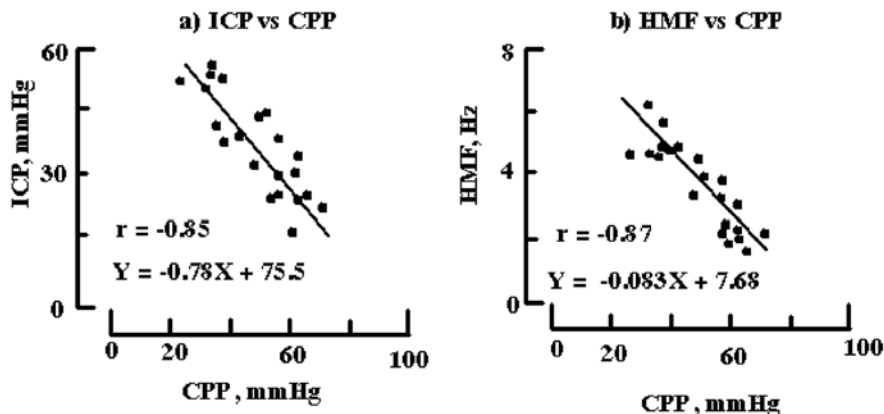 a) ICP vs CPP
60
30
0
ICP, mmHg
r = -0.85
Y = -0.78X + 75.5
0
20
60
100
CPP , mmHg
b) HMF vs CPP
8
4
0
HMF, Hz
r = -0.87
Y = -0.083X + 7.68
0
20
60
100
CPP , mmHg